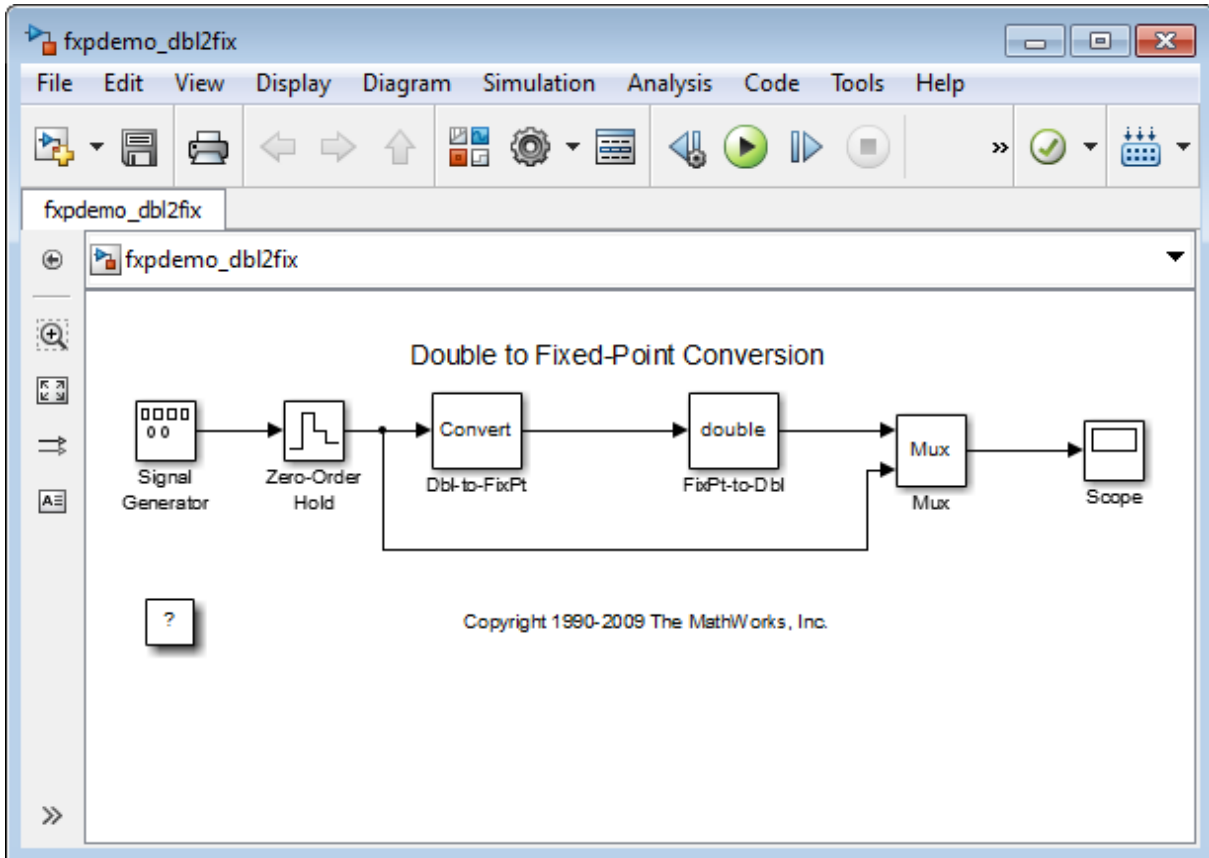 fxpdemo_dbl2fix
File Edit View Display Diagram Simulation Analysis Code Tools Help
fxpdemo_dbl2fix
fxpdemo_dbl2fix
Double to Fixed-Point Conversion
Convert
double
Mux
Signal
Generator
Zero-Order
Hold
Dbl-to-FixPt
FixPt-to-Dbl
Mux
Scope
?
Copyright 1990-2009 The MathWorks, Inc.